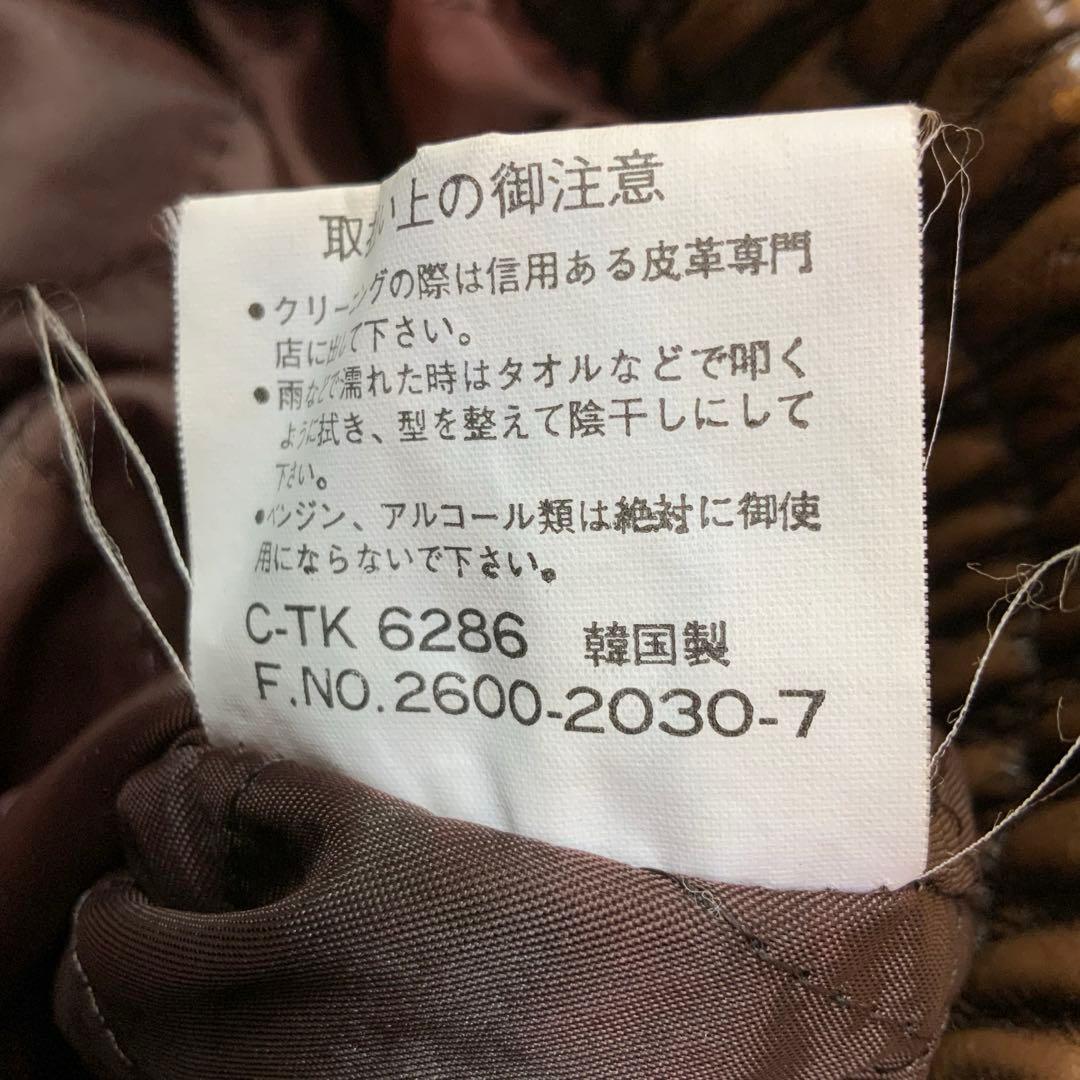 取扱い上の御注意
●クリーニングの際は信用ある皮革専門
店に出して下さい。
●雨などで濡れた時はタオルなどで叩く
ように拭き、型を整えて陰干しにして
下さい。
●ベンジン、アルコール類は絶対に御使
用にならないで下さい。
C-TK 6286 韓国製
F.NO.2600-2030-7